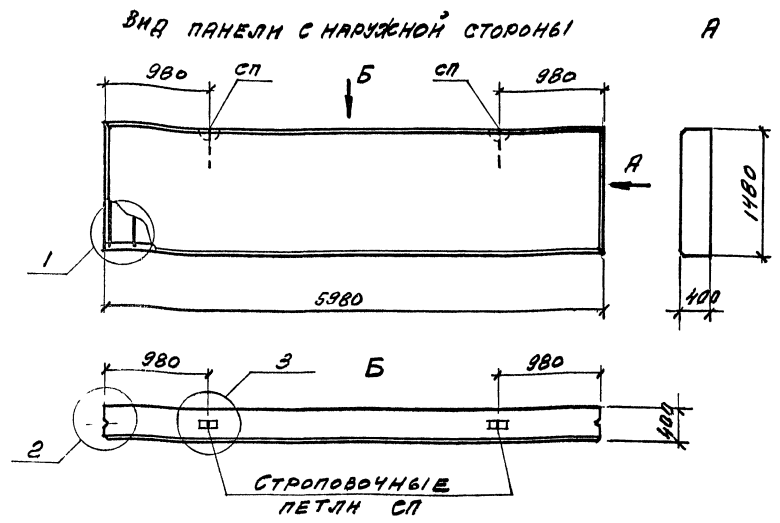 ВИД ПАНЕЛИ С НАРУЖНОЙ СТОРОНЫ
А
980
СП
Б
СП
980
А
1480
1
5980
400
980
3
Б
980
400
2
СТРОПОВОЧНЫЕ
ПЕТЛИ СП